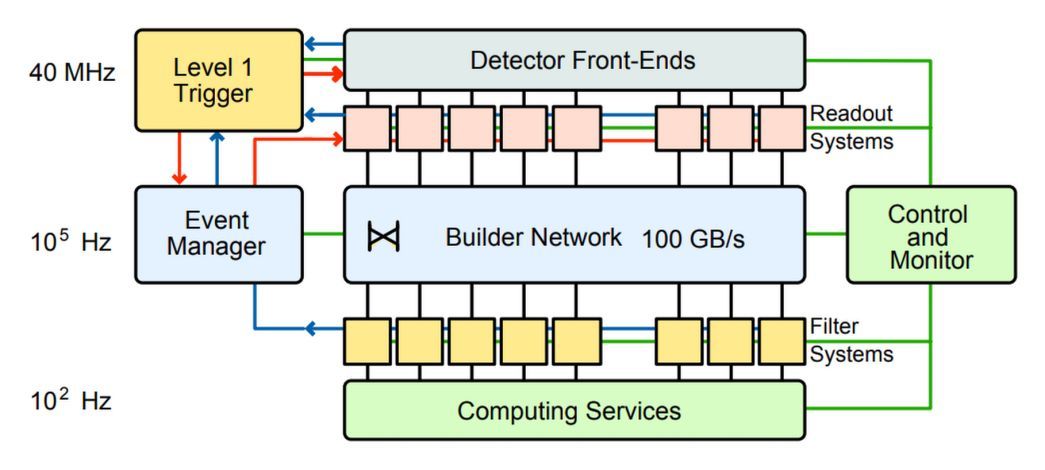 40 MHz
Level 1
Trigger
Detector Front-Ends
Readout
Systems
10⁵ Hz
Event
Manager
Builder Network 100 GB/s
Control
and
Monitor
Filter
Systems
10² Hz
Computing Services